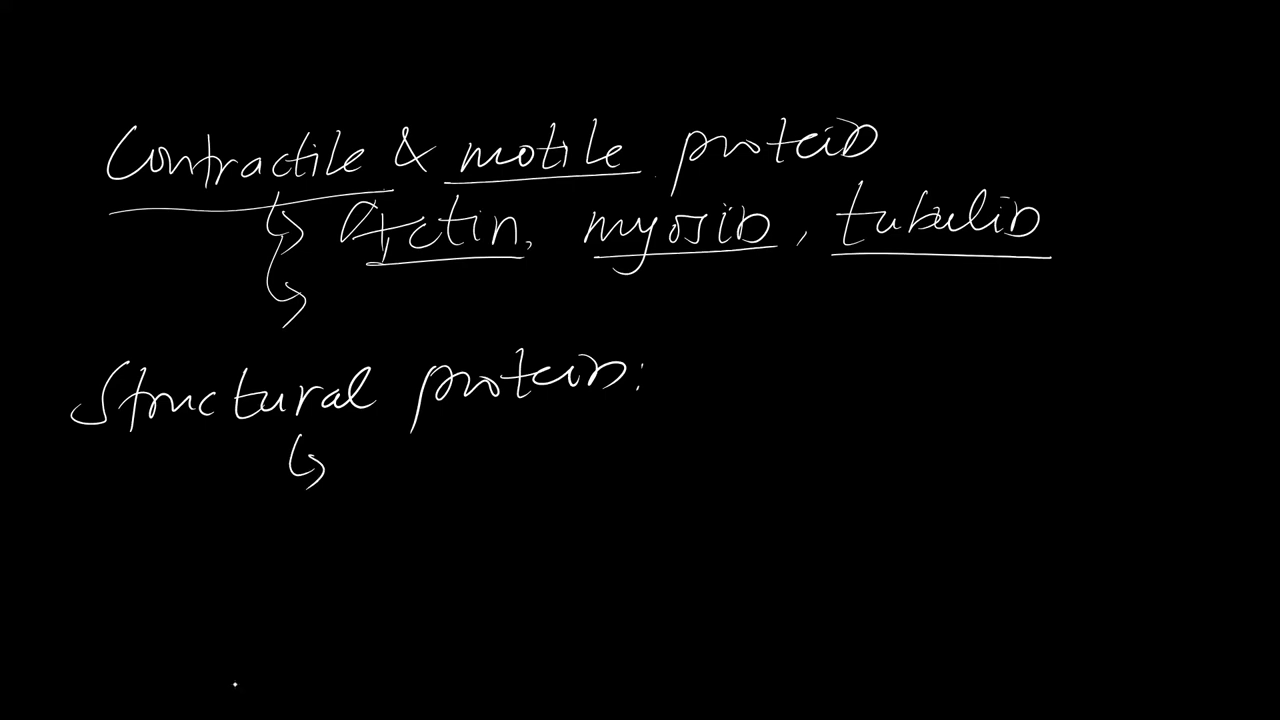 Contractile & motile protein
↳ Actin, myosin, tubulin
↳
Structural protein:
↳